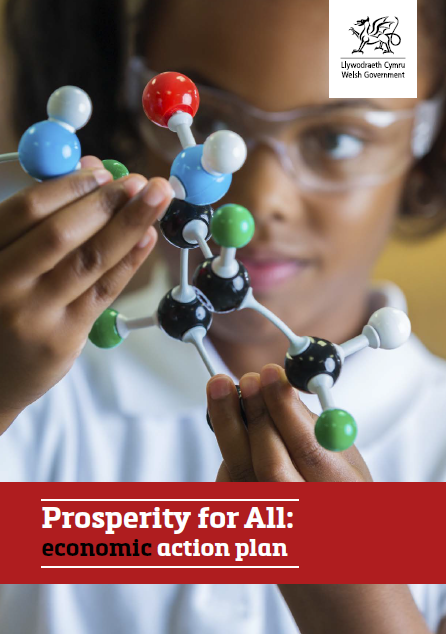 Llywodraeth Cymru
Welsh Government
Prosperity for All:
economic action plan